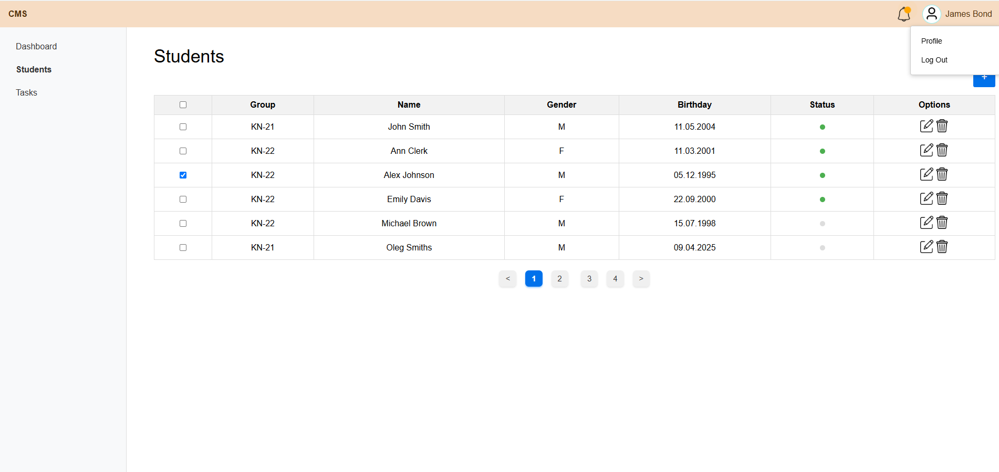 CMS
James Bond
Profile
Log Out
Dashboard
Students
Tasks
Students
+
Group Name Gender Birthday Status Options
KN-21 John Smith M 11.05.2004
KN-22 Ann Clerk F 11.03.2001
KN-22 Alex Johnson M 05.12.1995
KN-22 Emily Davis F 22.09.2000
KN-22 Michael Brown M 15.07.1998
KN-21 Oleg Smiths M 09.04.2025
< 1 2 3 4 >